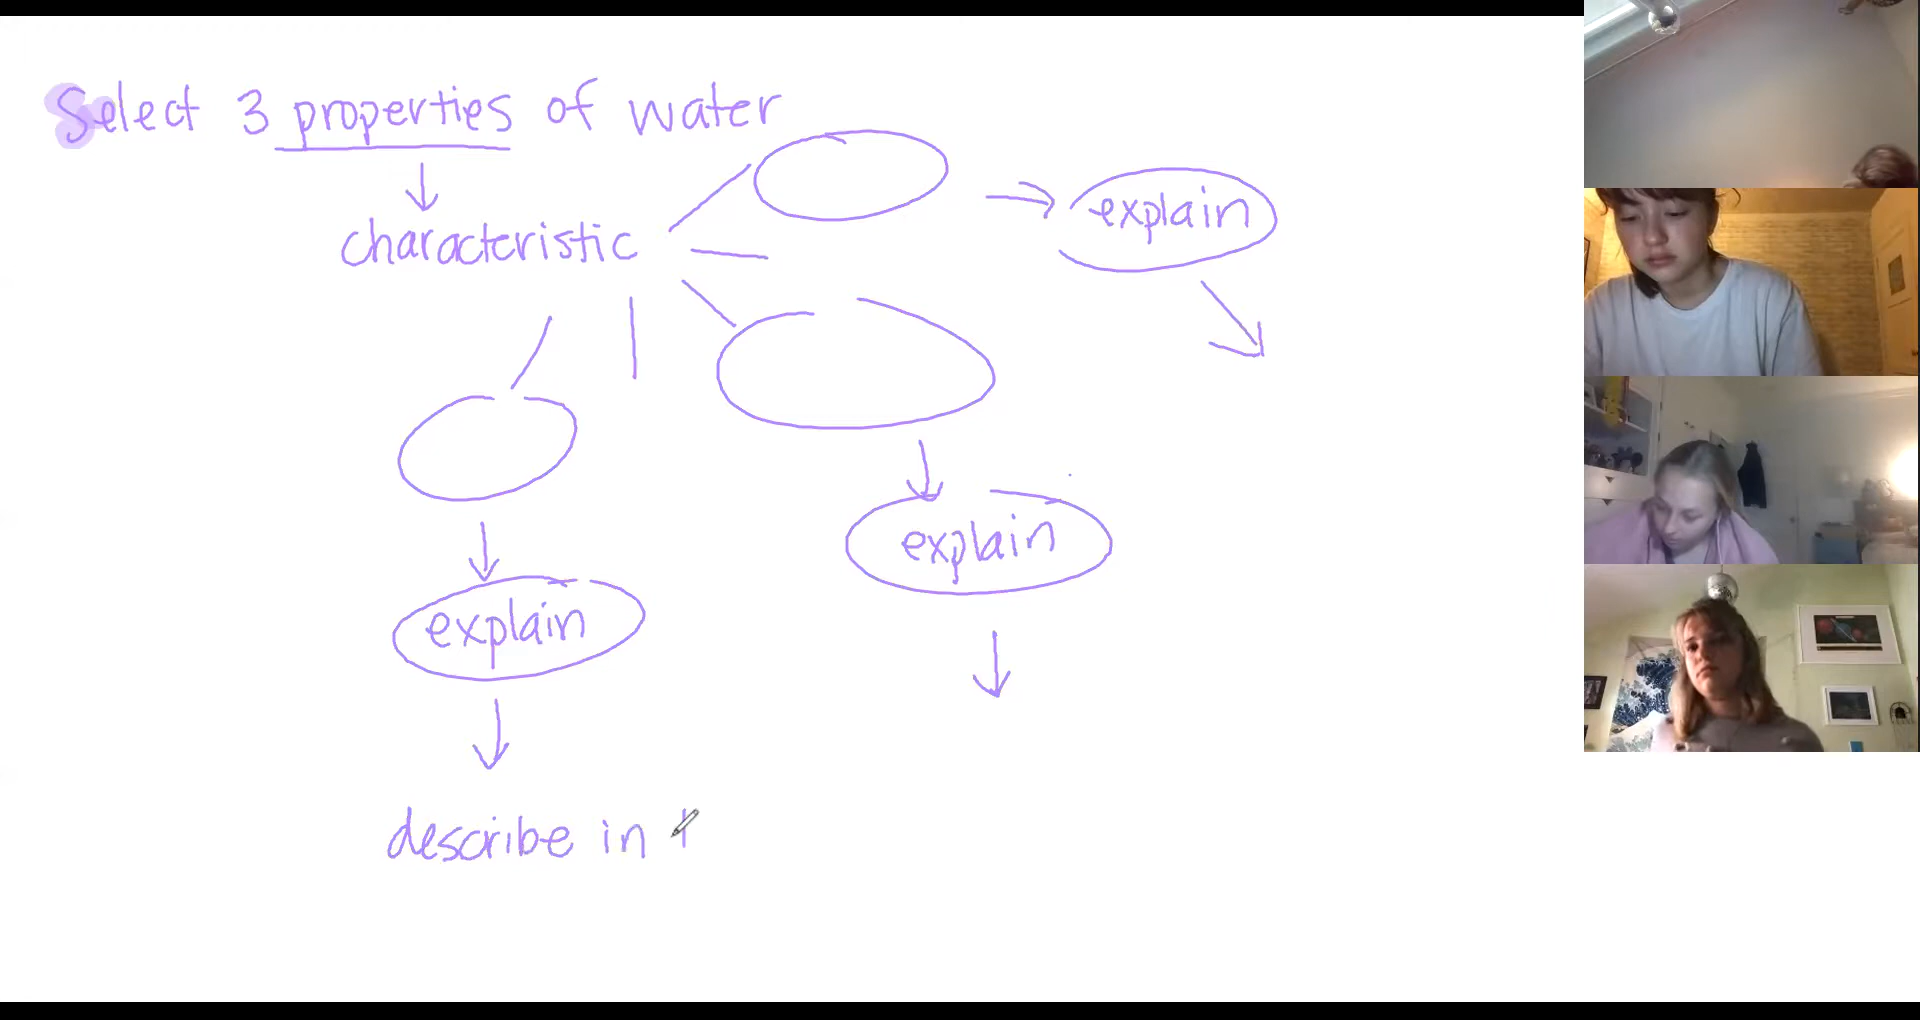 Select 3 properties of water
characteristic
explain
explain
explain
describe in